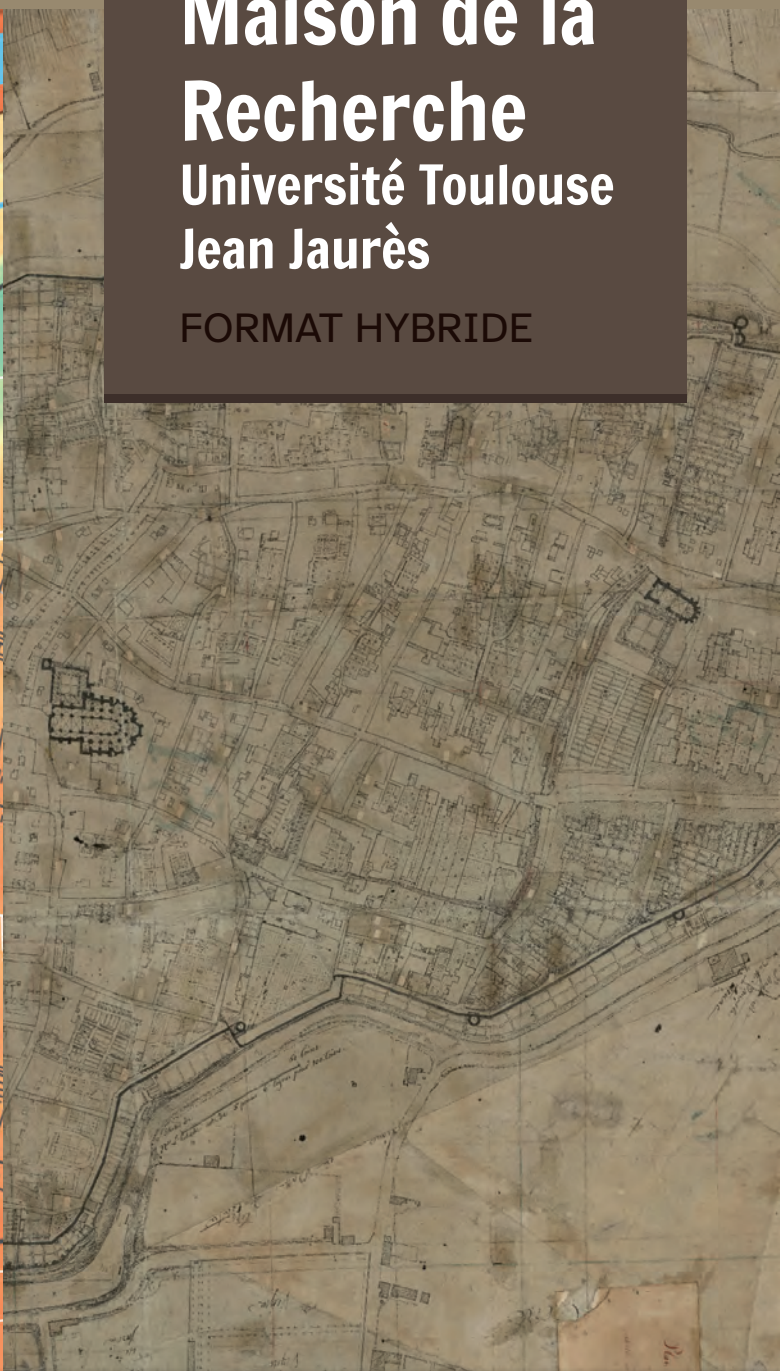 Maison de la
Recherche
Université Toulouse
Jean Jaurès
FORMAT HYBRIDE